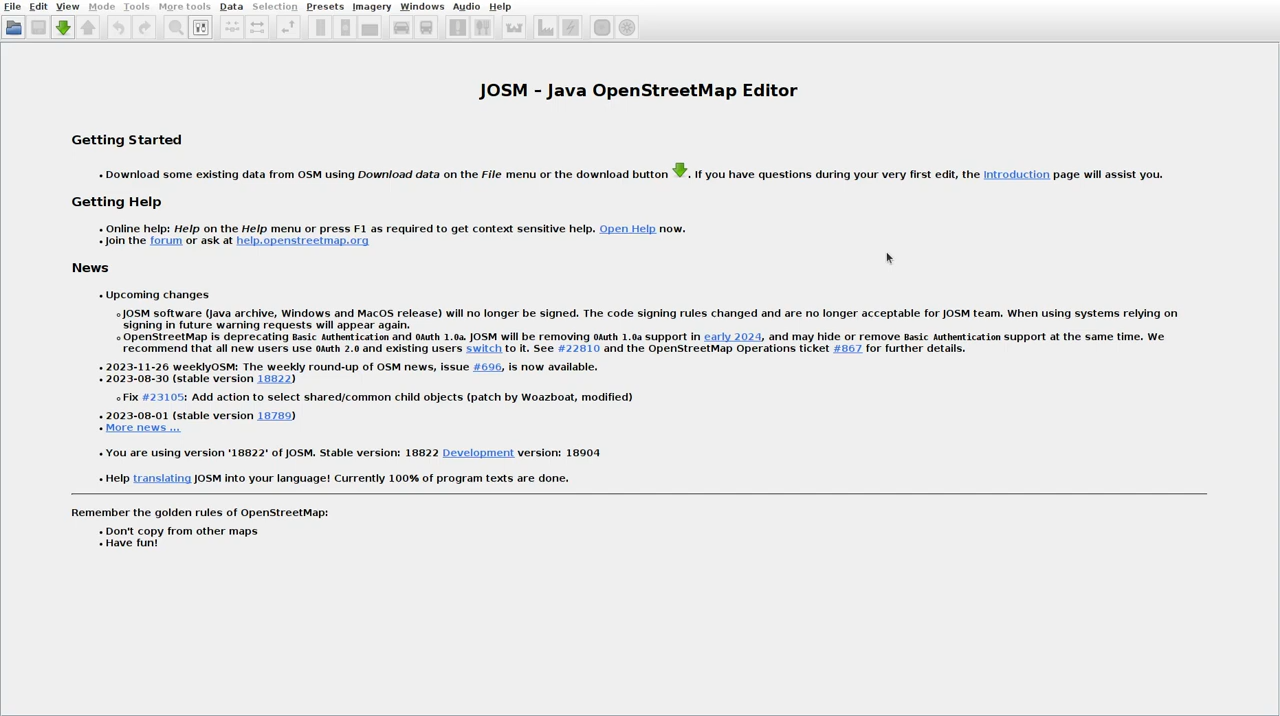 File Edit View Mode Tools More tools Data Selection Presets Imagery Windows Audio Help
JOSM – Java OpenStreetMap Editor
Getting Started
Download some existing data from OSM using Download data on the File menu or the download button . If you have questions during your very first edit, the Introduction page will assist you.
Getting Help
Online help: Help on the Help menu or press F1 as required to get context sensitive help. Open Help now.
Join the forum or ask at help.openstreetmap.org
News
Upcoming changes
JOSM software (Java archive, Windows and MacOS release) will no longer be signed. The code signing rules changed and are no longer acceptable for JOSM team. When using systems relying on
signing in future warning requests will appear again.
OpenStreetMap is deprecating Basic Authentication and OAuth 1.0a. JOSM will be removing OAuth 1.0a support in early 2024, and may hide or remove Basic Authentication support at the same time. We
recommend that all new users use OAuth 2.0 and existing users switch to it. See #22810 and the OpenStreetMap Operations ticket #867 for further details.
2023-11-26 weeklyOSM: The weekly round-up of OSM news, issue #696, is now available.
2023-08-30 (stable version 18822)
Fix #23105: Add action to select shared/common child objects (patch by Woazboat, modified)
2023-08-01 (stable version 18789)
More news ...
You are using version '18822' of JOSM. Stable version: 18822 Development version: 18904
Help translating JOSM into your language! Currently 100% of program texts are done.
Remember the golden rules of OpenStreetMap:
Don't copy from other maps
Have fun!